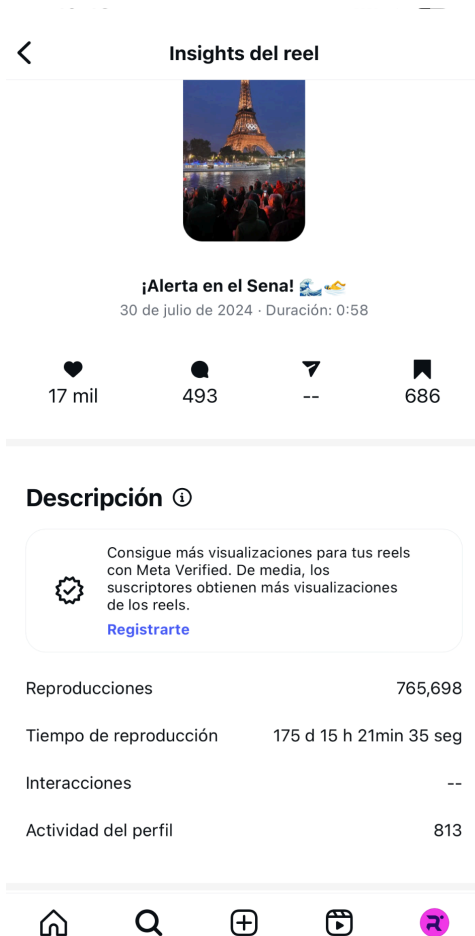 Insights del reel
¡Alerta en el Sena! 🌊🏊
30 de julio de 2024 · Duración: 0:58
17 mil
493
--
686
Descripción
Consigue más visualizaciones para tus reels
con Meta Verified. De media, los
suscriptores obtienen más visualizaciones
de los reels.
Registrarte
Reproducciones 765,698
Tiempo de reproducción 175 d 15 h 21min 35 seg
Interacciones --
Actividad del perfil 813